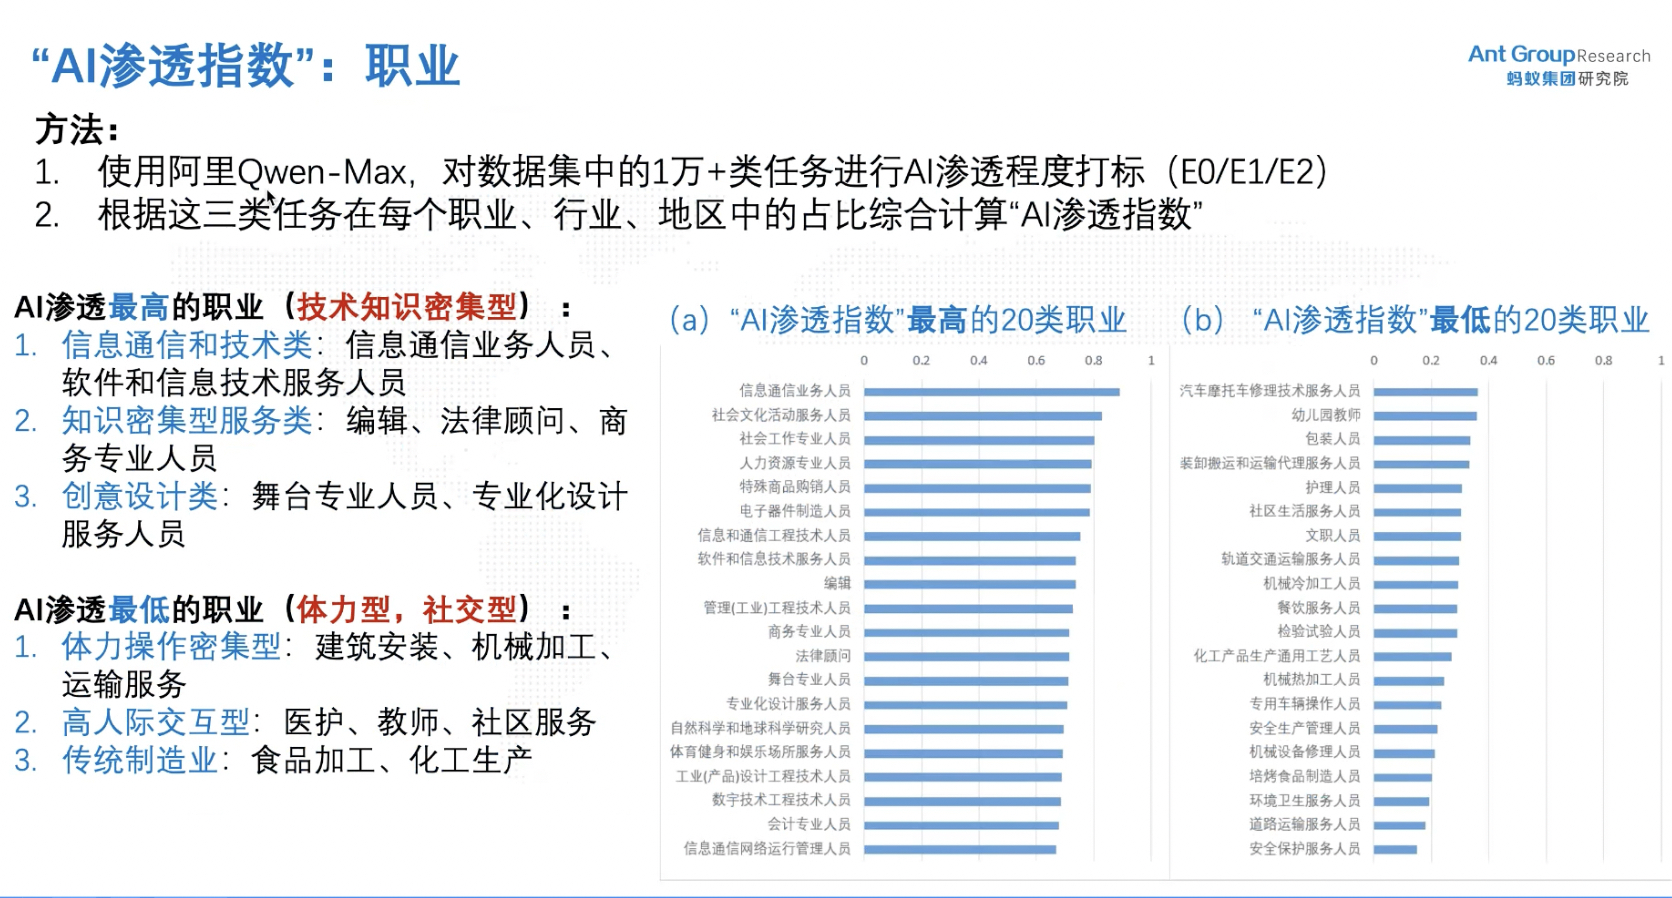 “AI渗透指数”：职业
Ant Group Research
蚂蚁集团研究院
方法：
1. 使用阿里Qwen-Max，对数据集中的1万+类任务进行AI渗透程度打标（E0/E1/E2）
2. 根据这三类任务在每个职业、行业、地区中的占比综合计算“AI渗透指数”
AI渗透最高的职业（技术知识密集型）：
1. 信息通信和技术类：信息通信业务人员、
软件和信息技术服务人员
2. 知识密集型服务类：编辑、法律顾问、商
务专业人员
3. 创意设计类：舞台专业人员、专业化设计
服务人员
AI渗透最低的职业（体力型，社交型）：
1. 体力操作密集型：建筑安装、机械加工、
运输服务
2. 高人际交互型：医护、教师、社区服务
3. 传统制造业：食品加工、化工生产
（a）“AI渗透指数”最高的20类职业
0 0.2 0.4 0.6 0.8 1
信息通信业务人员
社会文化活动服务人员
社会工作专业人员
人力资源专业人员
特殊商品购销人员
电子器件制造人员
信息和通信工程技术人员
软件和信息技术服务人员
编辑
管理(工业)工程技术人员
商务专业人员
法律顾问
舞台专业人员
专业化设计服务人员
自然科学和地球科学研究人员
体育健身和娱乐场所服务人员
工业(产品)设计工程技术人员
数字技术工程技术人员
会计专业人员
信息通信网络运行管理人员
（b）“AI渗透指数”最低的20类职业
0 0.2 0.4 0.6 0.8 1
汽车摩托车修理技术服务人员
幼儿园教师
包装人员
装卸搬运和运输代理服务人员
护理人员
社区生活服务人员
文职人员
轨道交通运输服务人员
机械冷加工人员
餐饮服务人员
检验试验人员
化工产品生产通用工艺人员
机械热加工人员
专用车辆操作人员
安全生产管理人员
机械设备修理人员
培烤食品制造人员
环境卫生服务人员
道路运输服务人员
安全保护服务人员